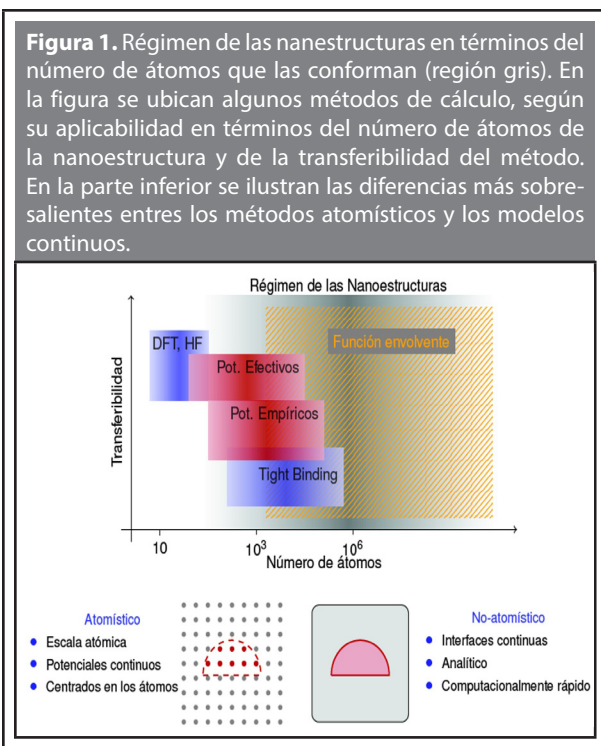 Figura 1. Régimen de las nanestructuras en términos del
número de átomos que las conforman (región gris). En
la figura se ubican algunos métodos de cálculo, según
su aplicabilidad en términos del número de átomos de
la nanoestructura y de la transferibilidad del método.
En la parte inferior se ilustran las diferencias más sobre-
salientes entres los métodos atomísticos y los modelos
continuos.
Régimen de las Nanoestructuras
Transferibilidad
DFT, HF
Función envolvente
Pot. Efectivos
Pot. Empíricos
Tight Binding
10
10³
10⁶
Número de átomos
Atomístico
• Escala atómica
• Potenciales continuos
• Centrados en los átomos
No-atomístico
• Interfaces continuas
• Analítico
• Computacionalmente rápido